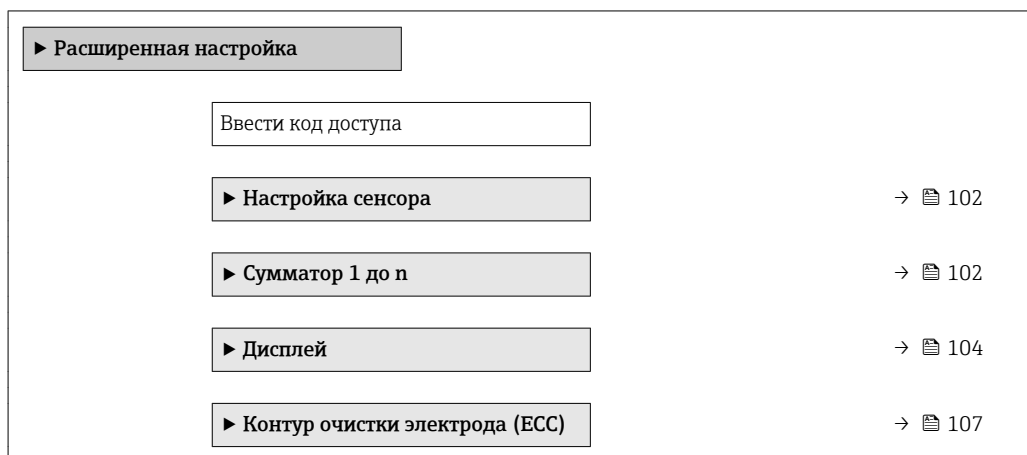 ▶ Расширенная настройка
Ввести код доступа
▶ Настройка сенсора → 102
▶ Сумматор 1 до n → 102
▶ Дисплей → 104
▶ Контур очистки электрода (ECC) → 107